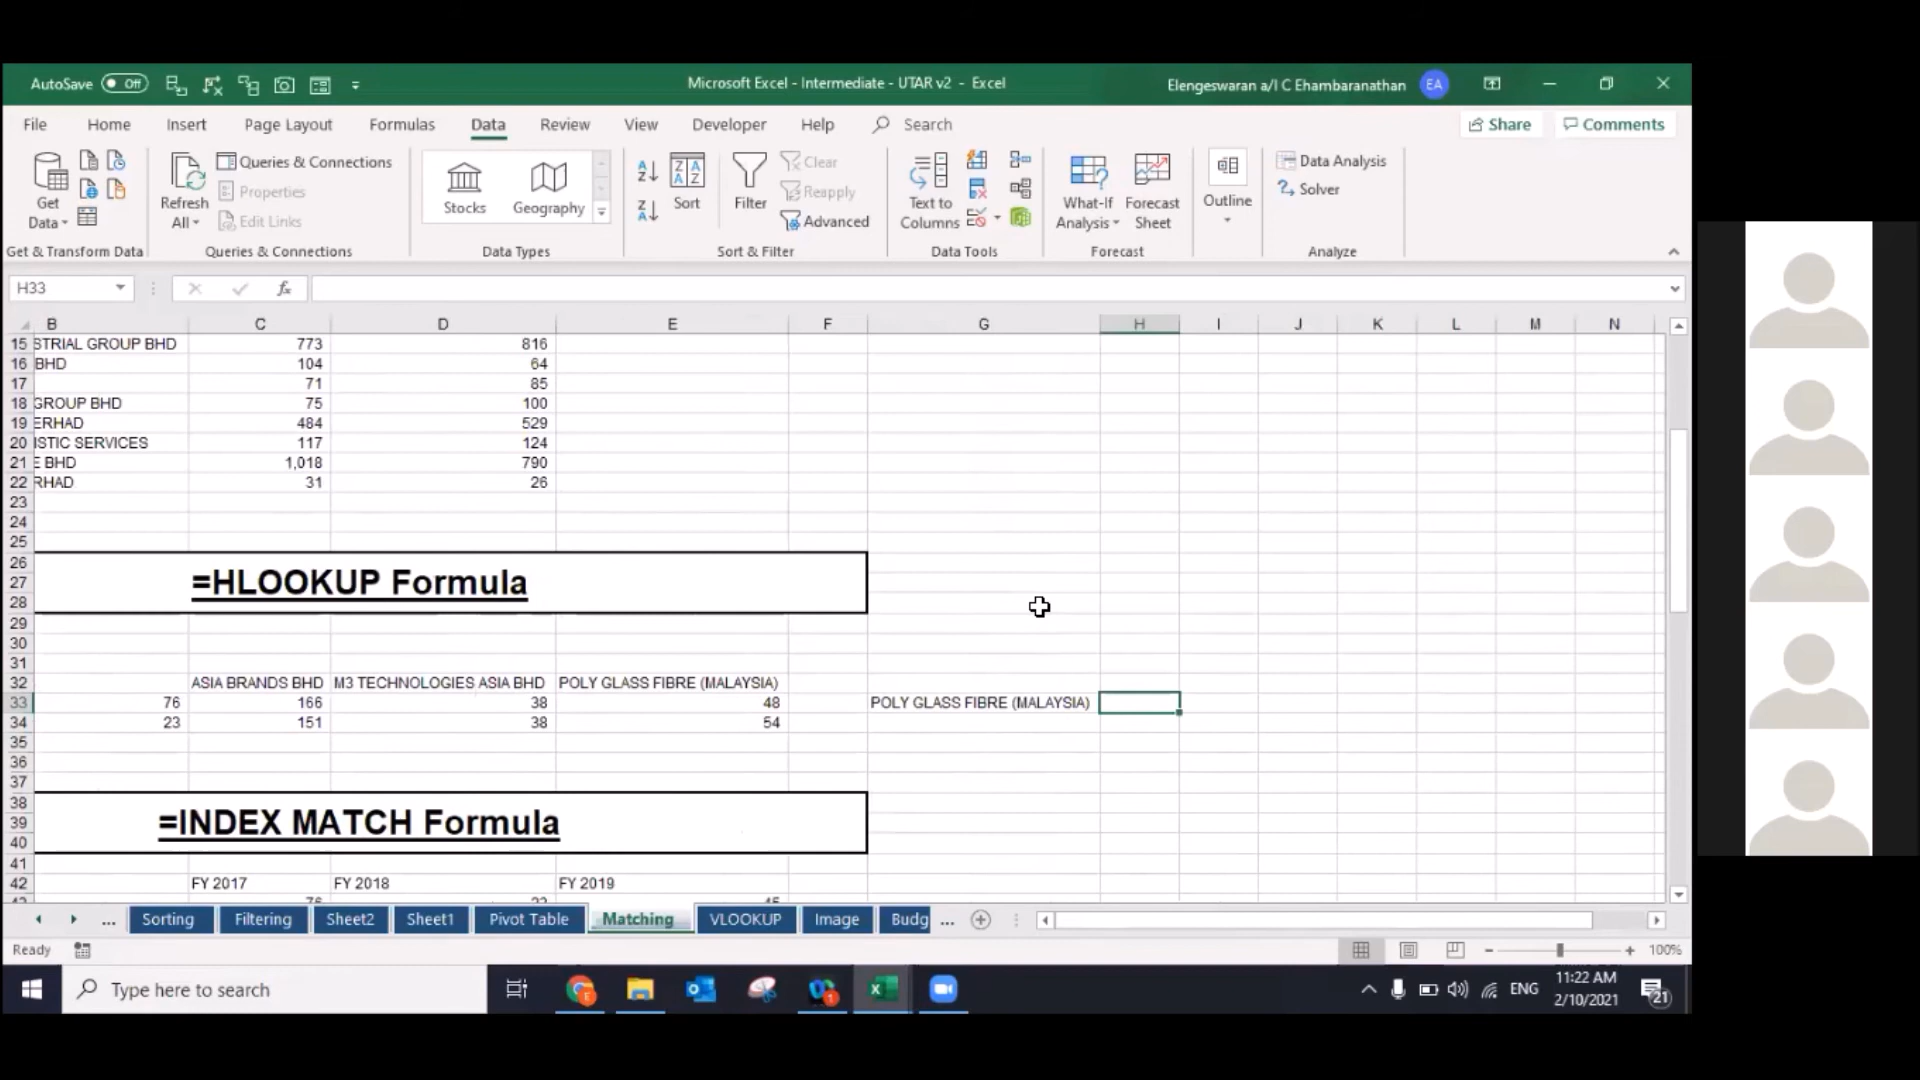 AutoSave Off
Microsoft Excel - Intermediate - UTAR v2 - Excel
Elengeswaran a/l C Ehambaranathan EA
File Home Insert Page Layout Formulas Data Review View Developer Help Search Share Comments
Get Data
Refresh All
Queries & Connections
Properties
Edit Links
Stocks
Geography
Sort
Filter
Clear
Reapply
Advanced
Text to Columns
What-If Analysis
Forecast Sheet
Outline
Data Analysis
Solver
Get & Transform Data Queries & Connections Data Types Sort & Filter Data Tools Forecast Analyze
H33 fx
B C D E F G H I J K L M N
15 STRIAL GROUP BHD 773 816
16 BHD 104 64
17 71 85
18 GROUP BHD 75 100
19 ERHAD 484 529
20 ISTIC SERVICES 117 124
21 E BHD 1,018 790
22 RHAD 31 26
23
24
25
26
27 =HLOOKUP Formula
28
29
30
31
32 ASIA BRANDS BHD M3 TECHNOLOGIES ASIA BHD POLY GLASS FIBRE (MALAYSIA)
33 76 166 38 48 POLY GLASS FIBRE (MALAYSIA)
34 23 151 38 54
35
36
37
38
39 =INDEX MATCH Formula
40
41
42 FY 2017 FY 2018 FY 2019
... Sorting Filtering Sheet2 Sheet1 Pivot Table Matching VLOOKUP Image Budg ...
Ready 100%
Type here to search
ENG
11:22 AM
2/10/2021
21